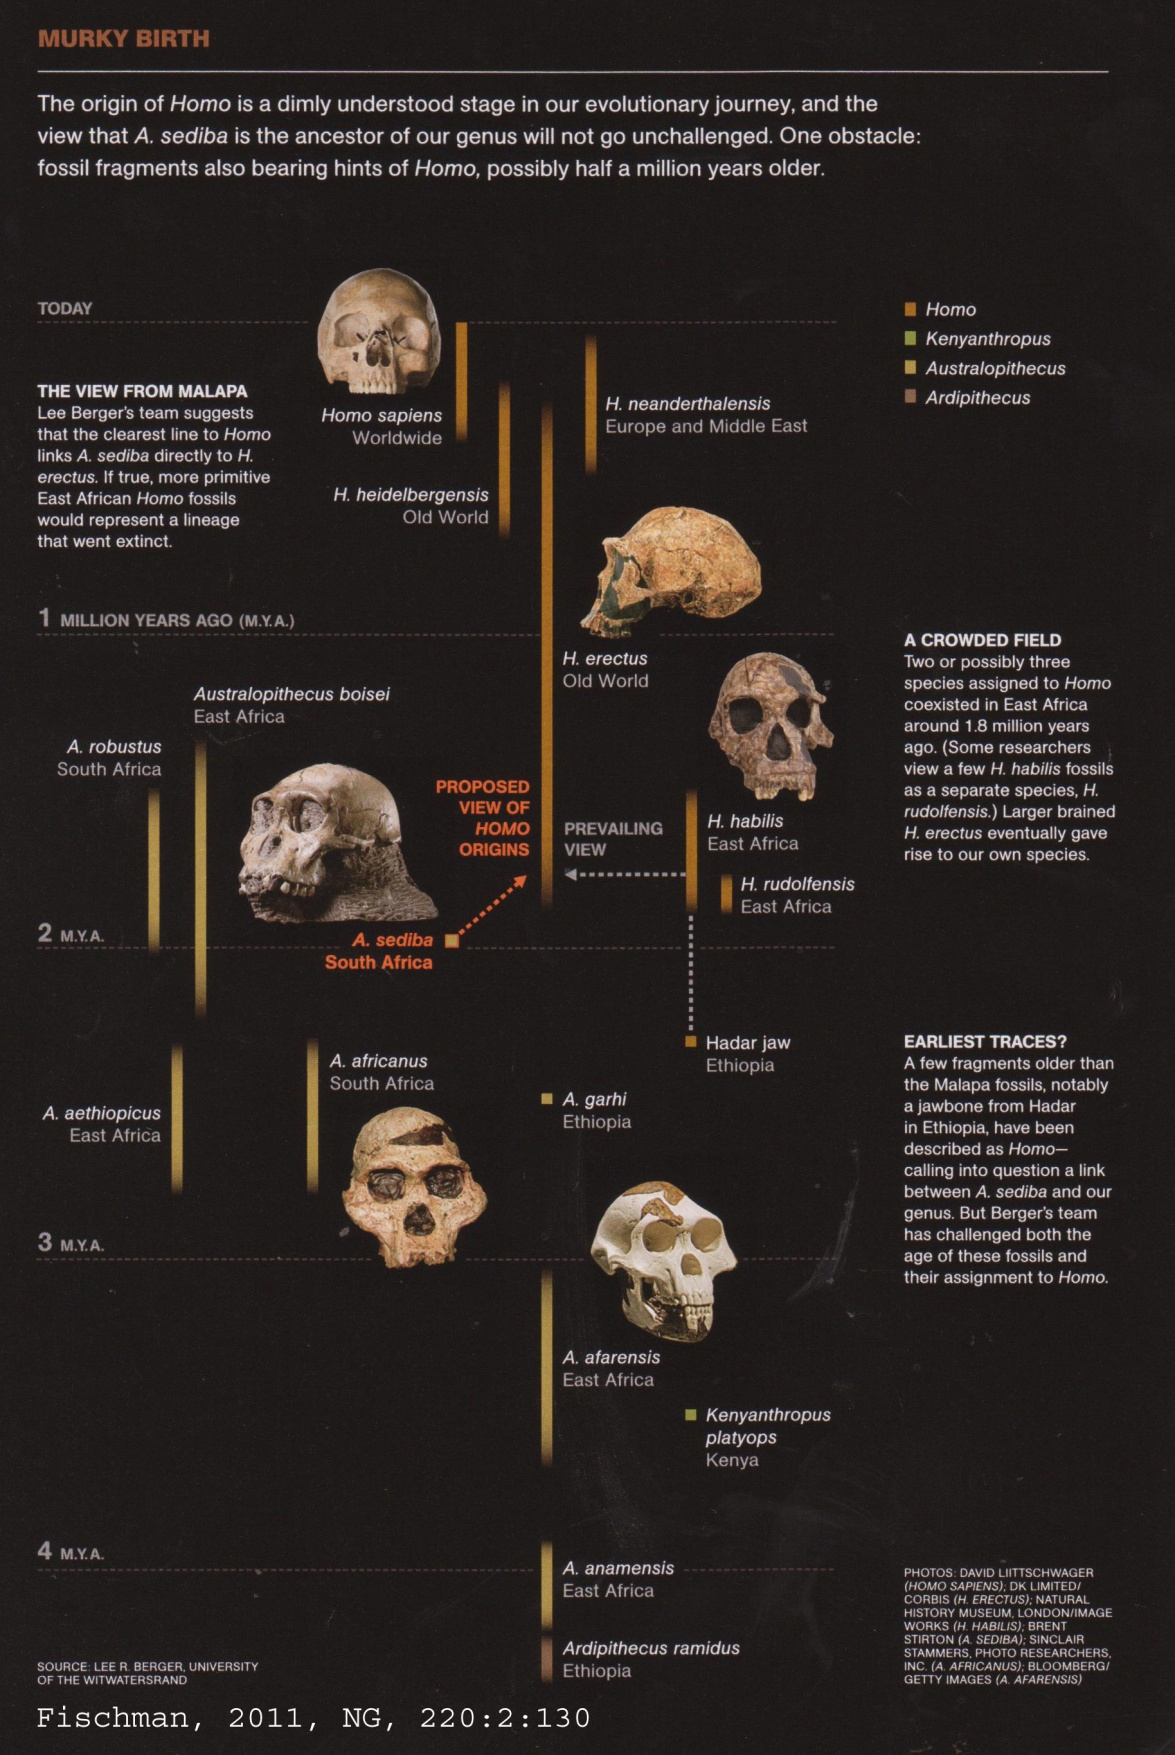 MURKY BIRTH
The origin of Homo is a dimly understood stage in our evolutionary journey, and the
view that A. sediba is the ancestor of our genus will not go unchallenged. One obstacle:
fossil fragments also bearing hints of Homo, possibly half a million years older.
TODAY
Homo
Kenyanthropus
Australopithecus
Ardipithecus
THE VIEW FROM MALAPA
Lee Berger's team suggests
that the clearest line to Homo
links A. sediba directly to H.
erectus. If true, more primitive
East African Homo fossils
would represent a lineage
that went extinct.
Homo sapiens
Worldwide
H. neanderthalensis
Europe and Middle East
H. heidelbergensis
Old World
1 MILLION YEARS AGO (M.Y.A.)
H. erectus
Old World
A CROWDED FIELD
Two or possibly three
species assigned to Homo
coexisted in East Africa
around 1.8 million years
ago. (Some researchers
view a few H. habilis fossils
as a separate species, H.
rudolfensis.) Larger brained
H. erectus eventually gave
rise to our own species.
Australopithecus boisei
East Africa
A. robustus
South Africa
PROPOSED
VIEW OF
HOMO
ORIGINS
PREVAILING
VIEW
H. habilis
East Africa
H. rudolfensis
East Africa
2 M.Y.A.
A. sediba
South Africa
Hadar jaw
Ethiopia
EARLIEST TRACES?
A few fragments older than
the Malapa fossils, notably
a jawbone from Hadar
in Ethiopia, have been
described as Homo—
calling into question a link
between A. sediba and our
genus. But Berger's team
has challenged both the
age of these fossils and
their assignment to Homo.
A. africanus
South Africa
A. garhi
Ethiopia
A. aethiopicus
East Africa
3 M.Y.A.
A. afarensis
East Africa
Kenyanthropus
platyops
Kenya
4 M.Y.A.
A. anamensis
East Africa
Ardipithecus ramidus
Ethiopia
PHOTOS: DAVID LIITTSCHWAGER
(HOMO SAPIENS); DK LIMITED/
CORBIS (H. ERECTUS); NATURAL
HISTORY MUSEUM, LONDON/IMAGE
WORKS (H. HABILIS); BRENT
STIRTON (A. SEDIBA); SINCLAIR
STAMMERS, PHOTO RESEARCHERS,
INC. (A. AFRICANUS); BLOOMBERG/
GETTY IMAGES (A. AFARENSIS)
SOURCE: LEE R. BERGER, UNIVERSITY
OF THE WITWATERSRAND
Fischman, 2011, NG, 220:2:130